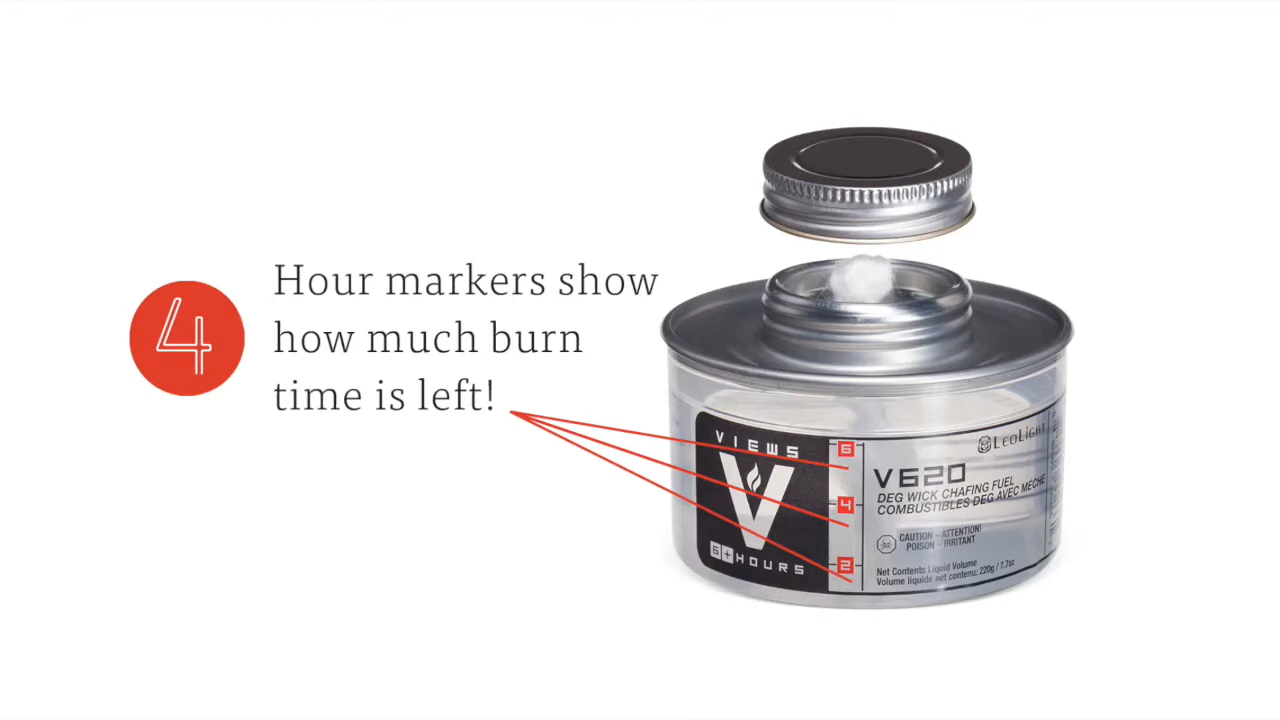 4
Hour markers show
how much burn
time is left!
VIEWS
V
6+ HOURS
6
4
2
LEOLIGHT
V620
DEG WICK CHAFING FUEL
COMBUSTIBLES DEG AVEC MÈCHE
CAUTION - ATTENTION!
POISON - IRRITANT
Net Contents Liquid Volume
Volume liquide net contenu: 220g / 7.7oz